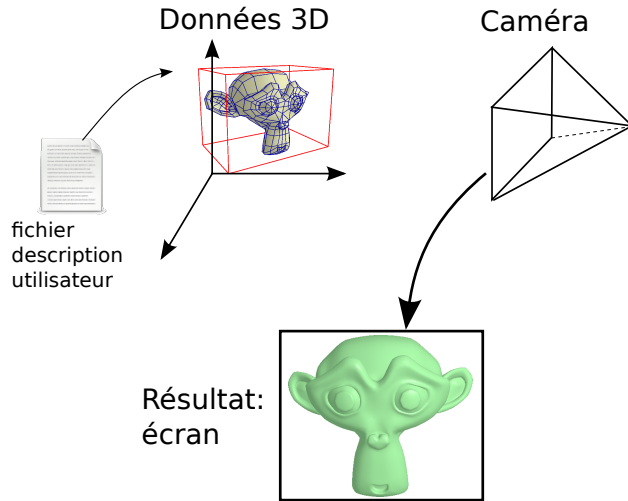 Données 3D
Caméra
fichier
description
utilisateur
Résultat:
écran